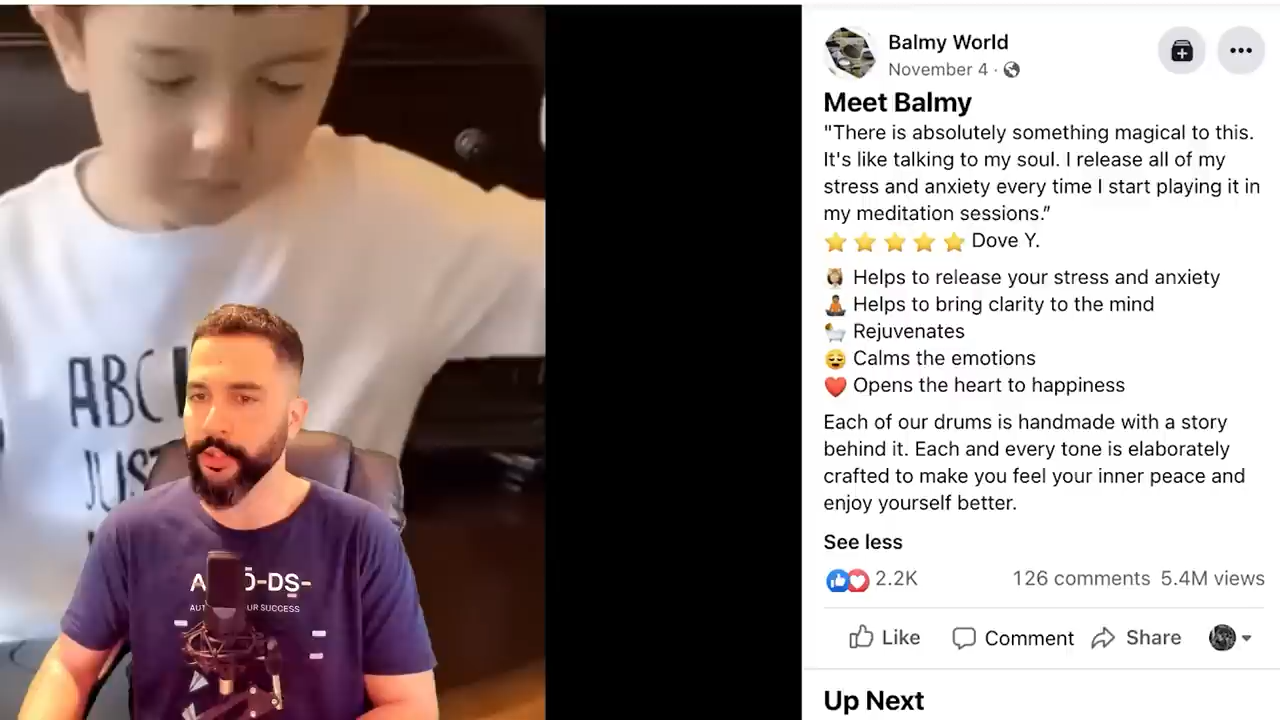 Balmy World
November 4 ·
Meet Balmy
"There is absolutely something magical to this.
It's like talking to my soul. I release all of my
stress and anxiety every time I start playing it in
my meditation sessions.”
Dove Y.
Helps to release your stress and anxiety
Helps to bring clarity to the mind
Rejuvenates
Calms the emotions
Opens the heart to happiness
Each of our drums is handmade with a story
behind it. Each and every tone is elaborately
crafted to make you feel your inner peace and
enjoy yourself better.
See less
2.2K 126 comments 5.4M views
Like Comment Share
Up Next
ABC
JUST
-DS-
UR SUCCESS